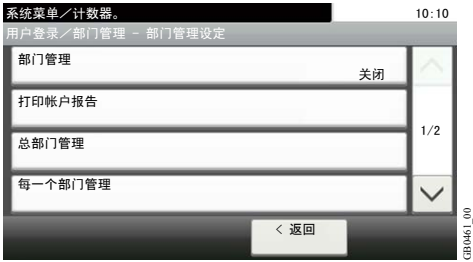 系统菜单／计数器。
10:10
用户登录／部门管理 - 部门管理设定
部门管理
关闭
打印帐户报告
1/2
总部门管理
每一个部门管理
< 返回
GB0461_00